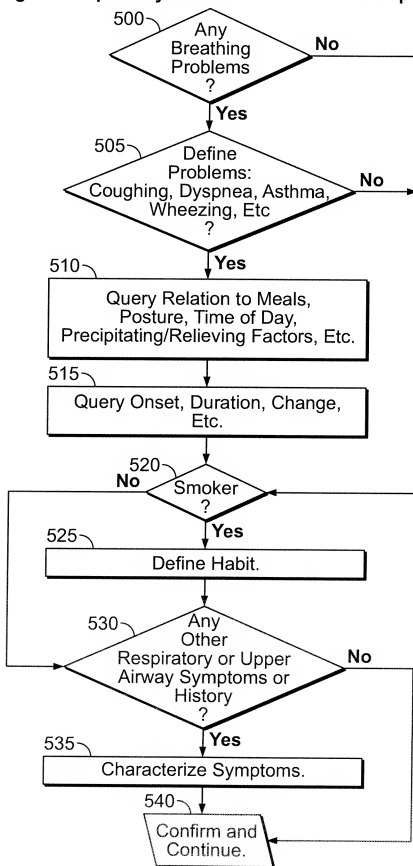 500
Any
Breathing
Problems
?
No
Yes
505
Define
Problems:
Coughing, Dyspnea, Asthma,
Wheezing, Etc
?
No
Yes
510
Query Relation to Meals,
Posture, Time of Day,
Precipitating/Relieving Factors, Etc.
515
Query Onset, Duration, Change,
Etc.
520
No
Smoker
?
Yes
525
Define Habit.
530
Any
Other
Respiratory or Upper
Airway Symptoms or
History
?
No
Yes
535
Characterize Symptoms.
540
Confirm and
Continue.